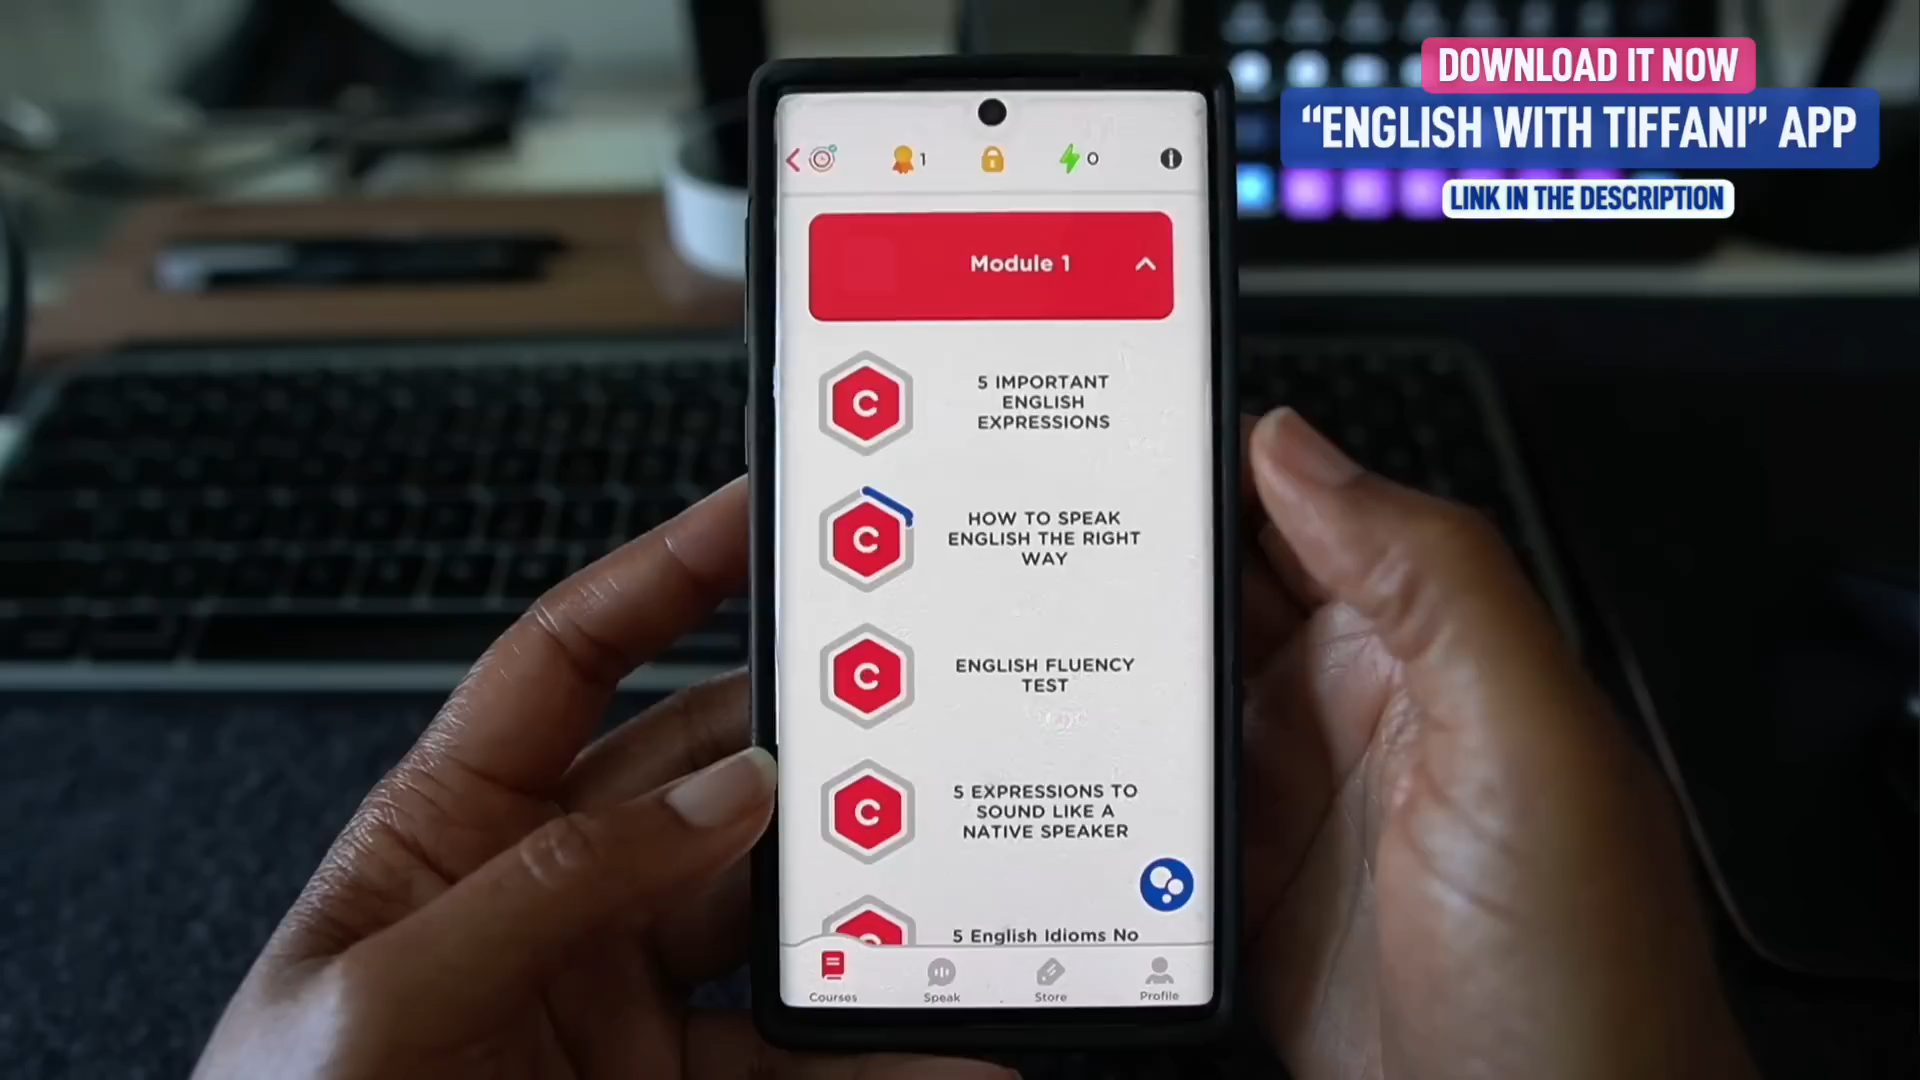 DOWNLOAD IT NOW
“ENGLISH WITH TIFFANI” APP
LINK IN THE DESCRIPTION
1
0
Module 1
C
5 IMPORTANT
ENGLISH
EXPRESSIONS
C
HOW TO SPEAK
ENGLISH THE RIGHT
WAY
C
ENGLISH FLUENCY
TEST
C
5 EXPRESSIONS TO
SOUND LIKE A
NATIVE SPEAKER
5 English Idioms No
Courses
Speak
Store
Profile